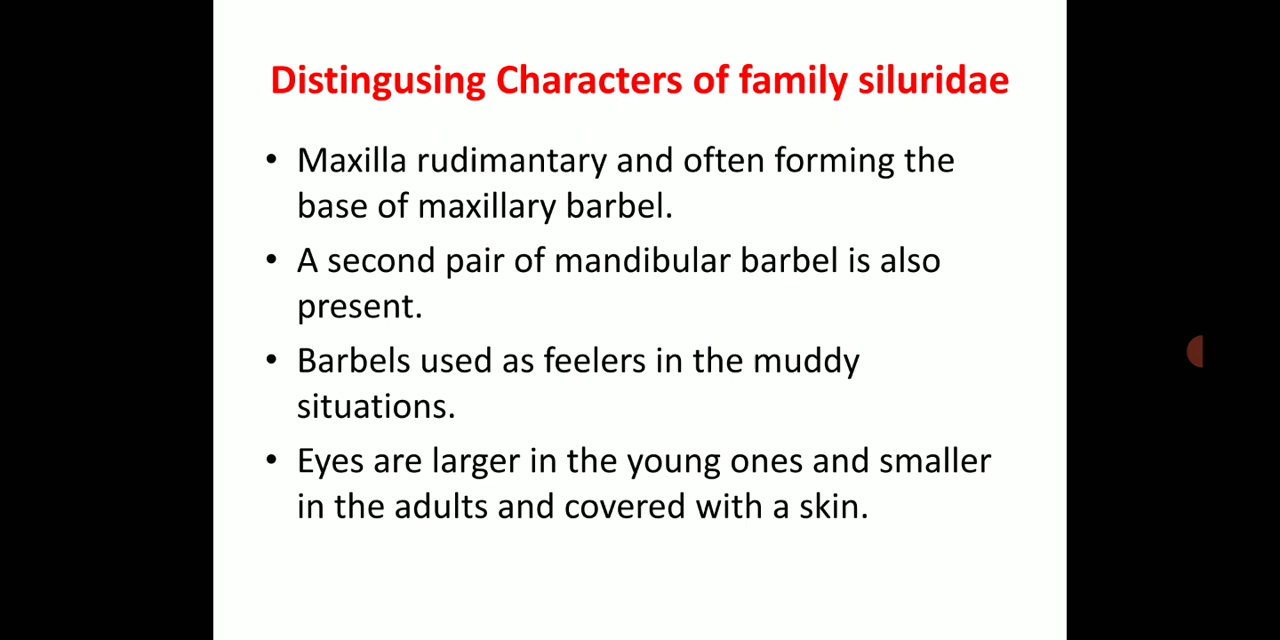 Distingusing Characters of family siluridae
• Maxilla rudimantary and often forming the
base of maxillary barbel.
• A second pair of mandibular barbel is also
present.
• Barbels used as feelers in the muddy
situations.
• Eyes are larger in the young ones and smaller
in the adults and covered with a skin.